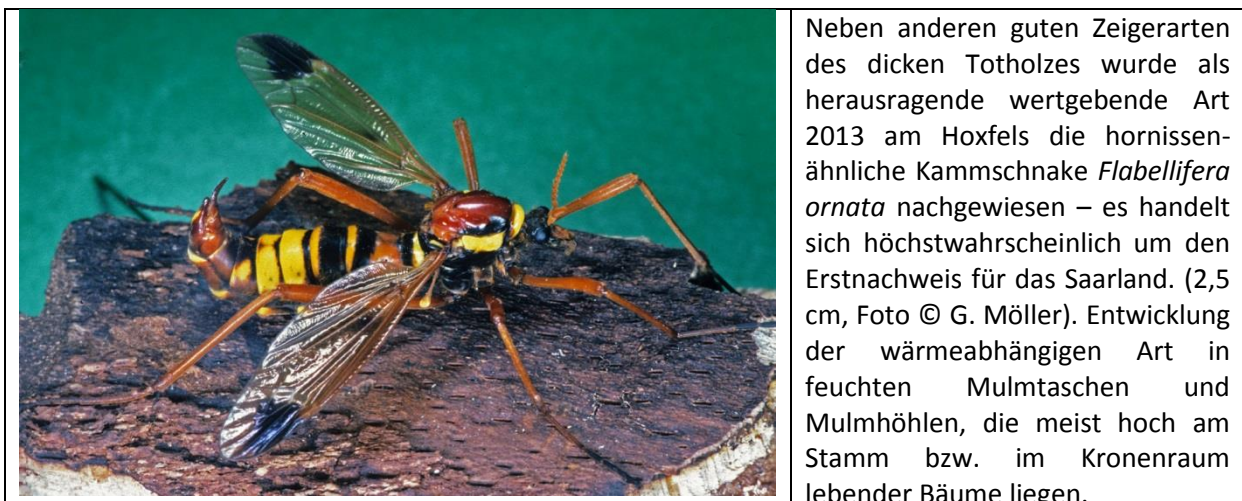 Neben anderen guten Zeigerarten
des dicken Totholzes wurde als
herausragende wertgebende Art
2013 am Hoxfels die hornissen-
ähnliche Kammschnake Flabellifera
ornata nachgewiesen – es handelt
sich höchstwahrscheinlich um den
Erstnachweis für das Saarland. (2,5
cm, Foto © G. Möller). Entwicklung
der wärmeabhängigen Art in
feuchten Mulmtaschen und
Mulmhöhlen, die meist hoch am
Stamm bzw. im Kronenraum
lebender Bäume liegen.